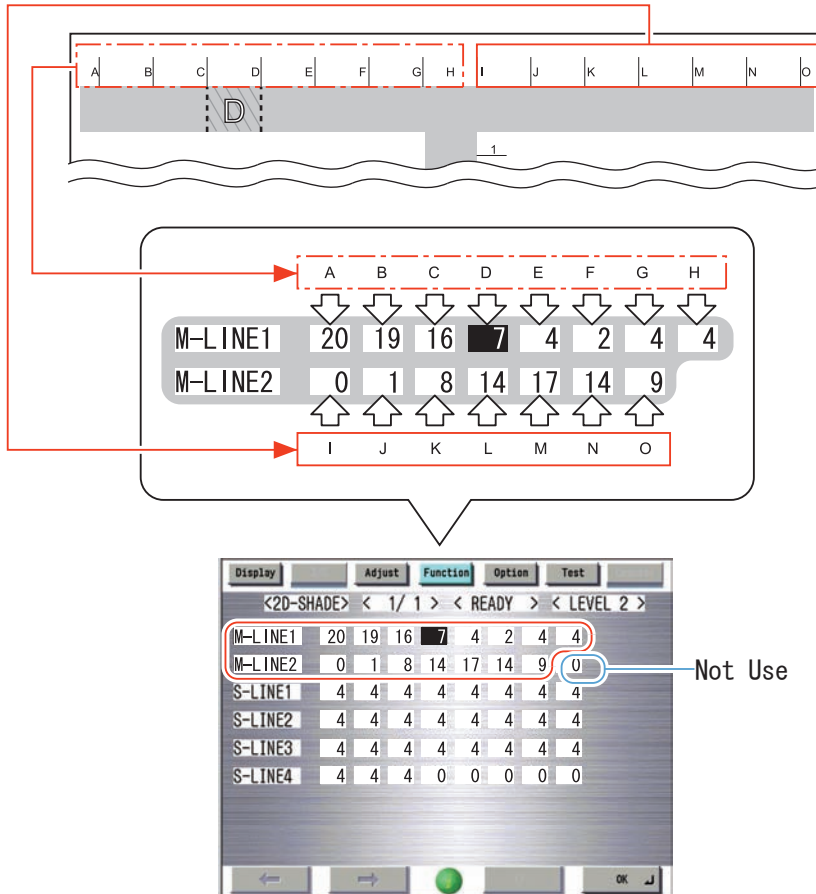 A B C D E F G H I J K L M N O
D
1
A B C D E F G H
M-LINE1 20 19 16 7 4 2 4 4
M-LINE2 0 1 8 14 17 14 9
I J K L M N O
Display Adjust Function Option Test
<2D-SHADE> < 1/ 1 > < READY > < LEVEL 2 >
M-LINE1 20 19 16 7 4 2 4 4
M-LINE2 0 1 8 14 17 14 9 0
Not Use
S-LINE1 4 4 4 4 4 4 4 4
S-LINE2 4 4 4 4 4 4 4 4
S-LINE3 4 4 4 4 4 4 4 4
S-LINE4 4 4 4 0 0 0 0 0
OK